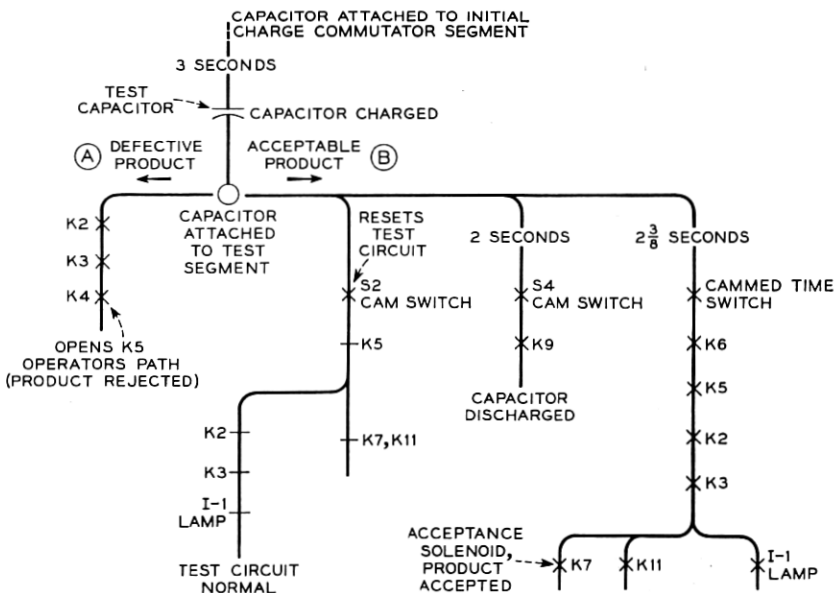 CAPACITOR ATTACHED TO INITIAL
CHARGE COMMUTATOR SEGMENT
3 SECONDS
TEST
CAPACITOR
CAPACITOR CHARGED
A
DEFECTIVE
PRODUCT
ACCEPTABLE
PRODUCT
B
CAPACITOR
ATTACHED
TO TEST
SEGMENT
RESETS
TEST
CIRCUIT
2 SECONDS
2 3/8 SECONDS
K2
K3
K4
OPENS K5
OPERATORS PATH
(PRODUCT REJECTED)
S2
CAM SWITCH
K5
K7, K11
K2
K3
I-1
LAMP
TEST CIRCUIT
NORMAL
S4
CAM SWITCH
K9
CAPACITOR
DISCHARGED
CAMMED TIME
SWITCH
K6
K5
K2
K3
ACCEPTANCE
SOLENOID,
PRODUCT
ACCEPTED
K7
K11
I-1
LAMP